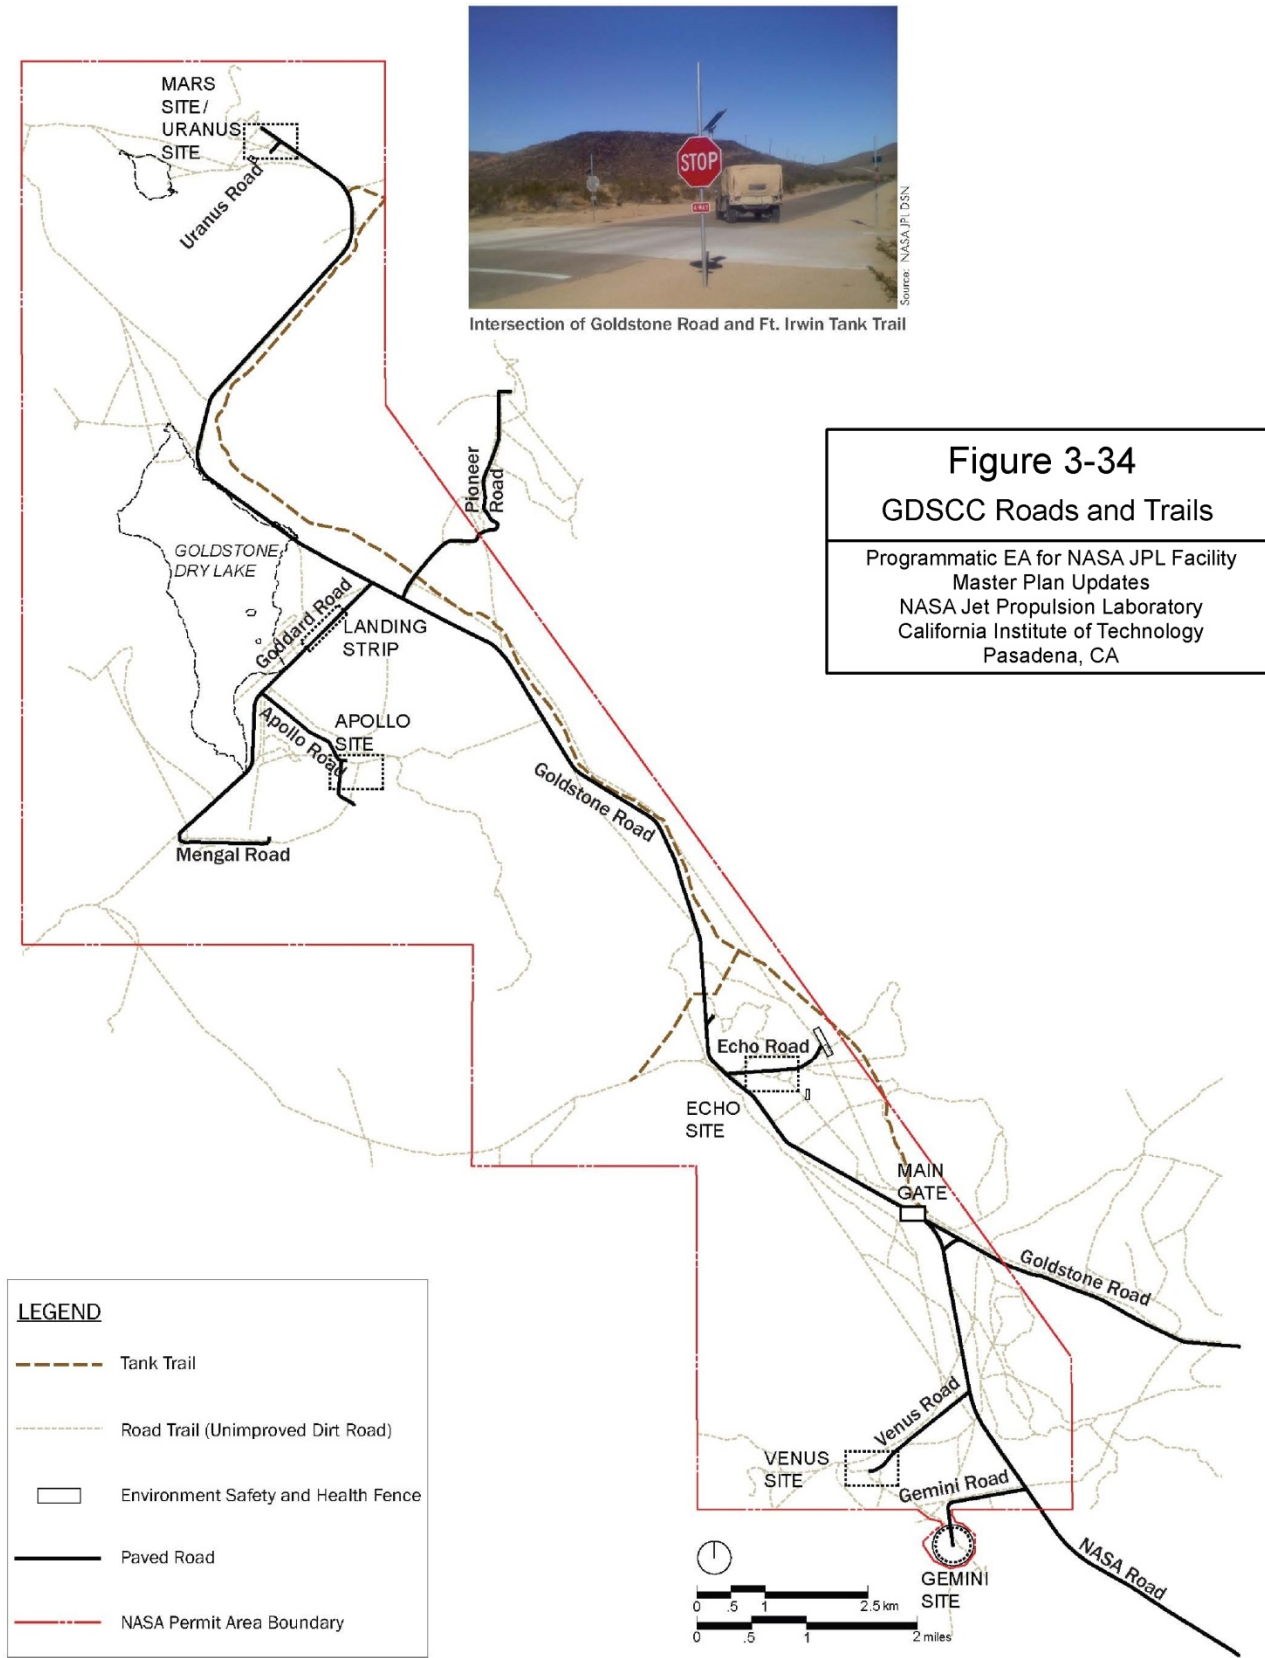 STOP
4-WAY
Source: NASA JPL DSN
Intersection of Goldstone Road and Ft. Irwin Tank Trail
Figure 3-34
GDSCC Roads and Trails
Programmatic EA for NASA JPL Facility
Master Plan Updates
NASA Jet Propulsion Laboratory
California Institute of Technology
Pasadena, CA
MARS
SITE /
URANUS
SITE
Uranus Road
Pioneer
Road
GOLDSTONE
DRY LAKE
Goddard Road
LANDING
STRIP
Apollo Road
APOLLO
SITE
Mengal Road
Goldstone Road
Echo Road
ECHO
SITE
MAIN
GATE
Goldstone Road
Venus Road
VENUS
SITE
Gemini Road
GEMINI
SITE
NASA Road
LEGEND
Tank Trail
Road Trail (Unimproved Dirt Road)
Environment Safety and Health Fence
Paved Road
NASA Permit Area Boundary
0 .5 1 2.5 km
0 .5 1 2 miles